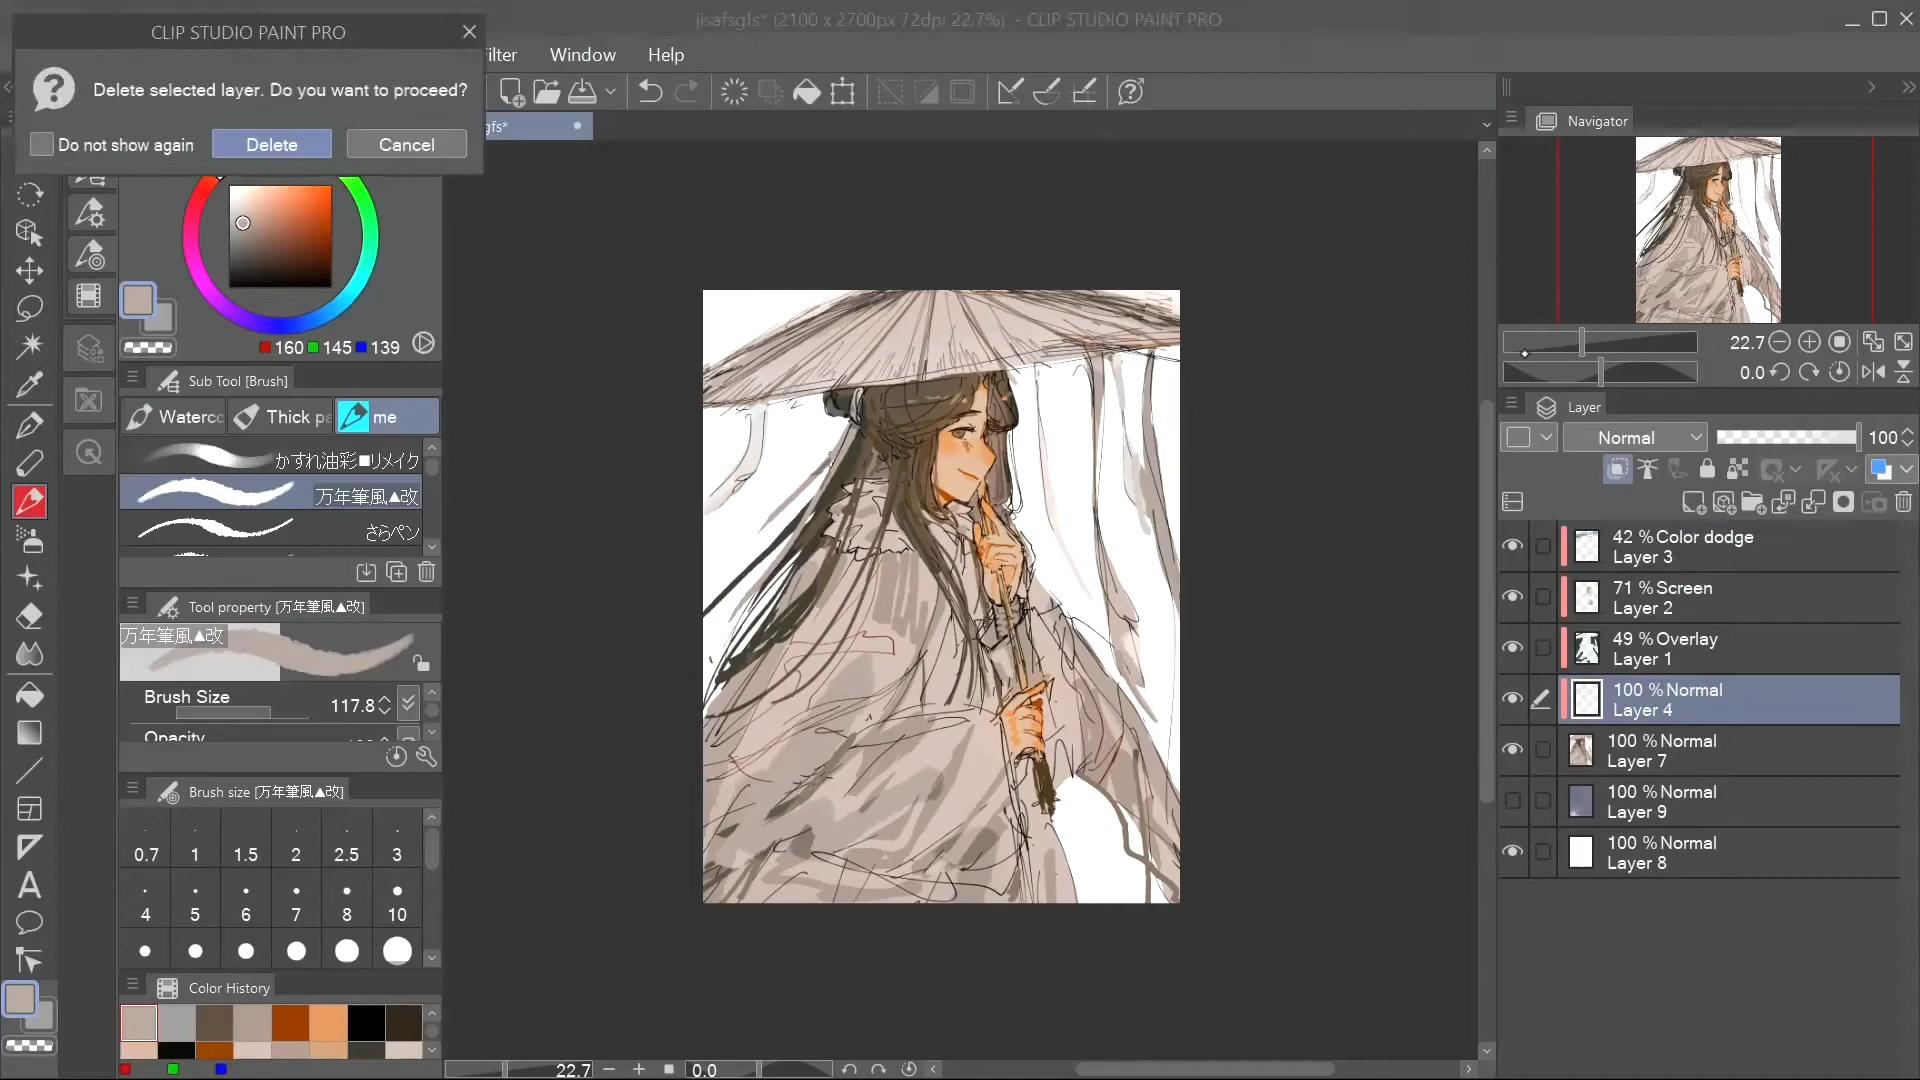 CLIP STUDIO PAINT PRO
Delete selected layer. Do you want to proceed?
Do not show again
Delete
Cancel
jisafsgfs* (2100 x 2700px 72dpi 22.7%)  - CLIP STUDIO PAINT PRO
ilter
Window
Help
gfs*
160
145
139
Sub Tool [Brush]
Waterco
Thick pa
me
かすれ油彩■リメイク
万年筆風▲改
さらペン
Tool property [万年筆風▲改]
万年筆風▲改
Brush Size
117.8
Opacity
Brush size [万年筆風▲改]
0.7
1
1.5
2
2.5
3
4
5
6
7
8
10
Color History
22.7
0.0
Navigator
22.7
0.0
Layer
Normal
100
42 % Color dodge
Layer 3
71 % Screen
Layer 2
49 % Overlay
Layer 1
100 % Normal
Layer 4
100 % Normal
Layer 7
100 % Normal
Layer 9
100 % Normal
Layer 8